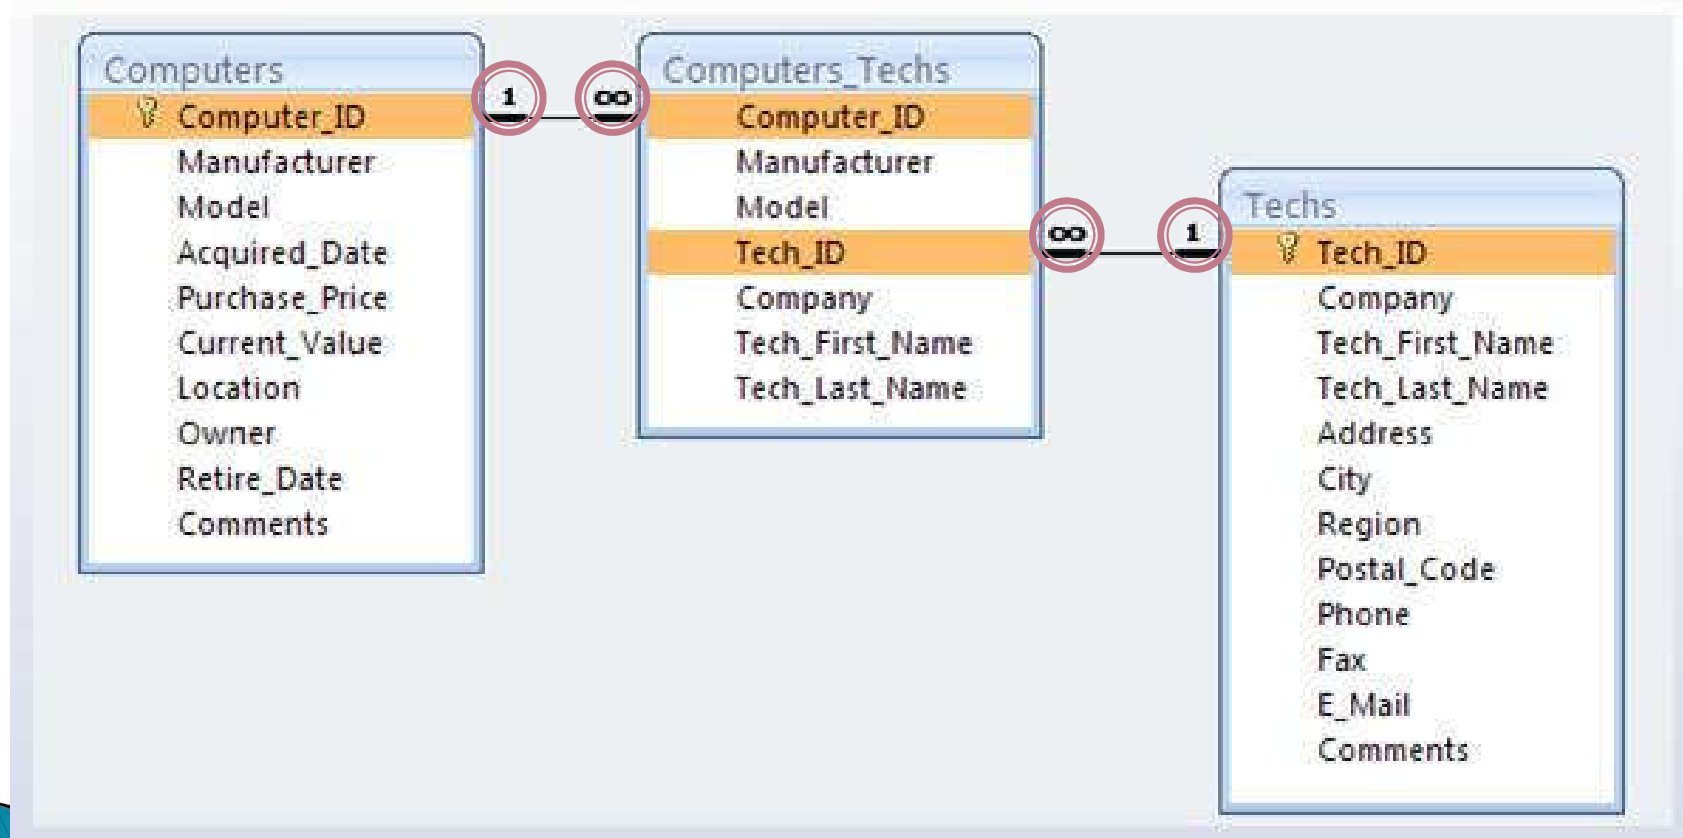 Computers
Computer_ID
Manufacturer
Model
Acquired_Date
Purchase_Price
Current_Value
Location
Owner
Retire_Date
Comments
1
∞
Computers_Techs
Computer_ID
Manufacturer
Model
Tech_ID
Company
Tech_First_Name
Tech_Last_Name
∞
1
Techs
Tech_ID
Company
Tech_First_Name
Tech_Last_Name
Address
City
Region
Postal_Code
Phone
Fax
E_Mail
Comments